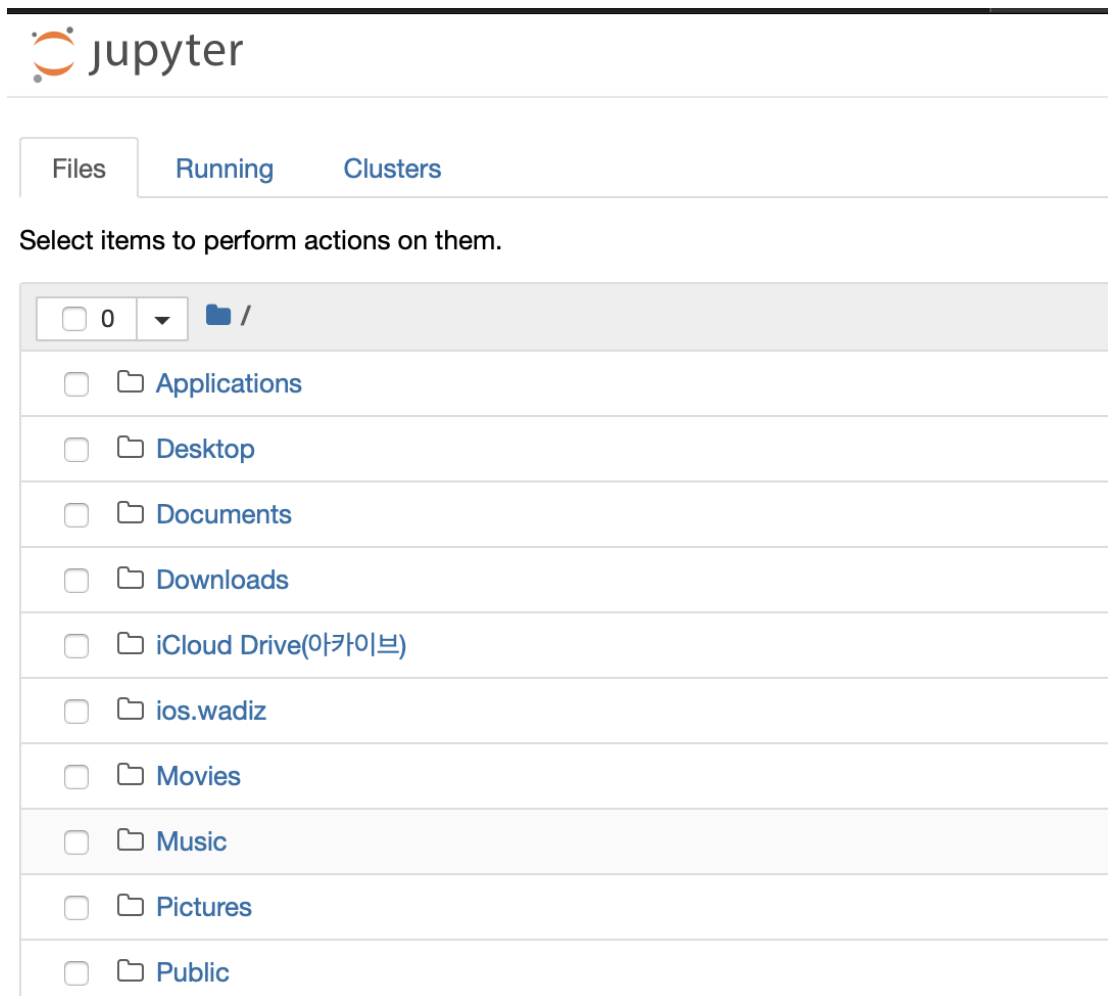 jupyter
Files Running Clusters
Select items to perform actions on them.
0 /
Applications
Desktop
Documents
Downloads
iCloud Drive(아카이브)
ios.wadiz
Movies
Music
Pictures
Public